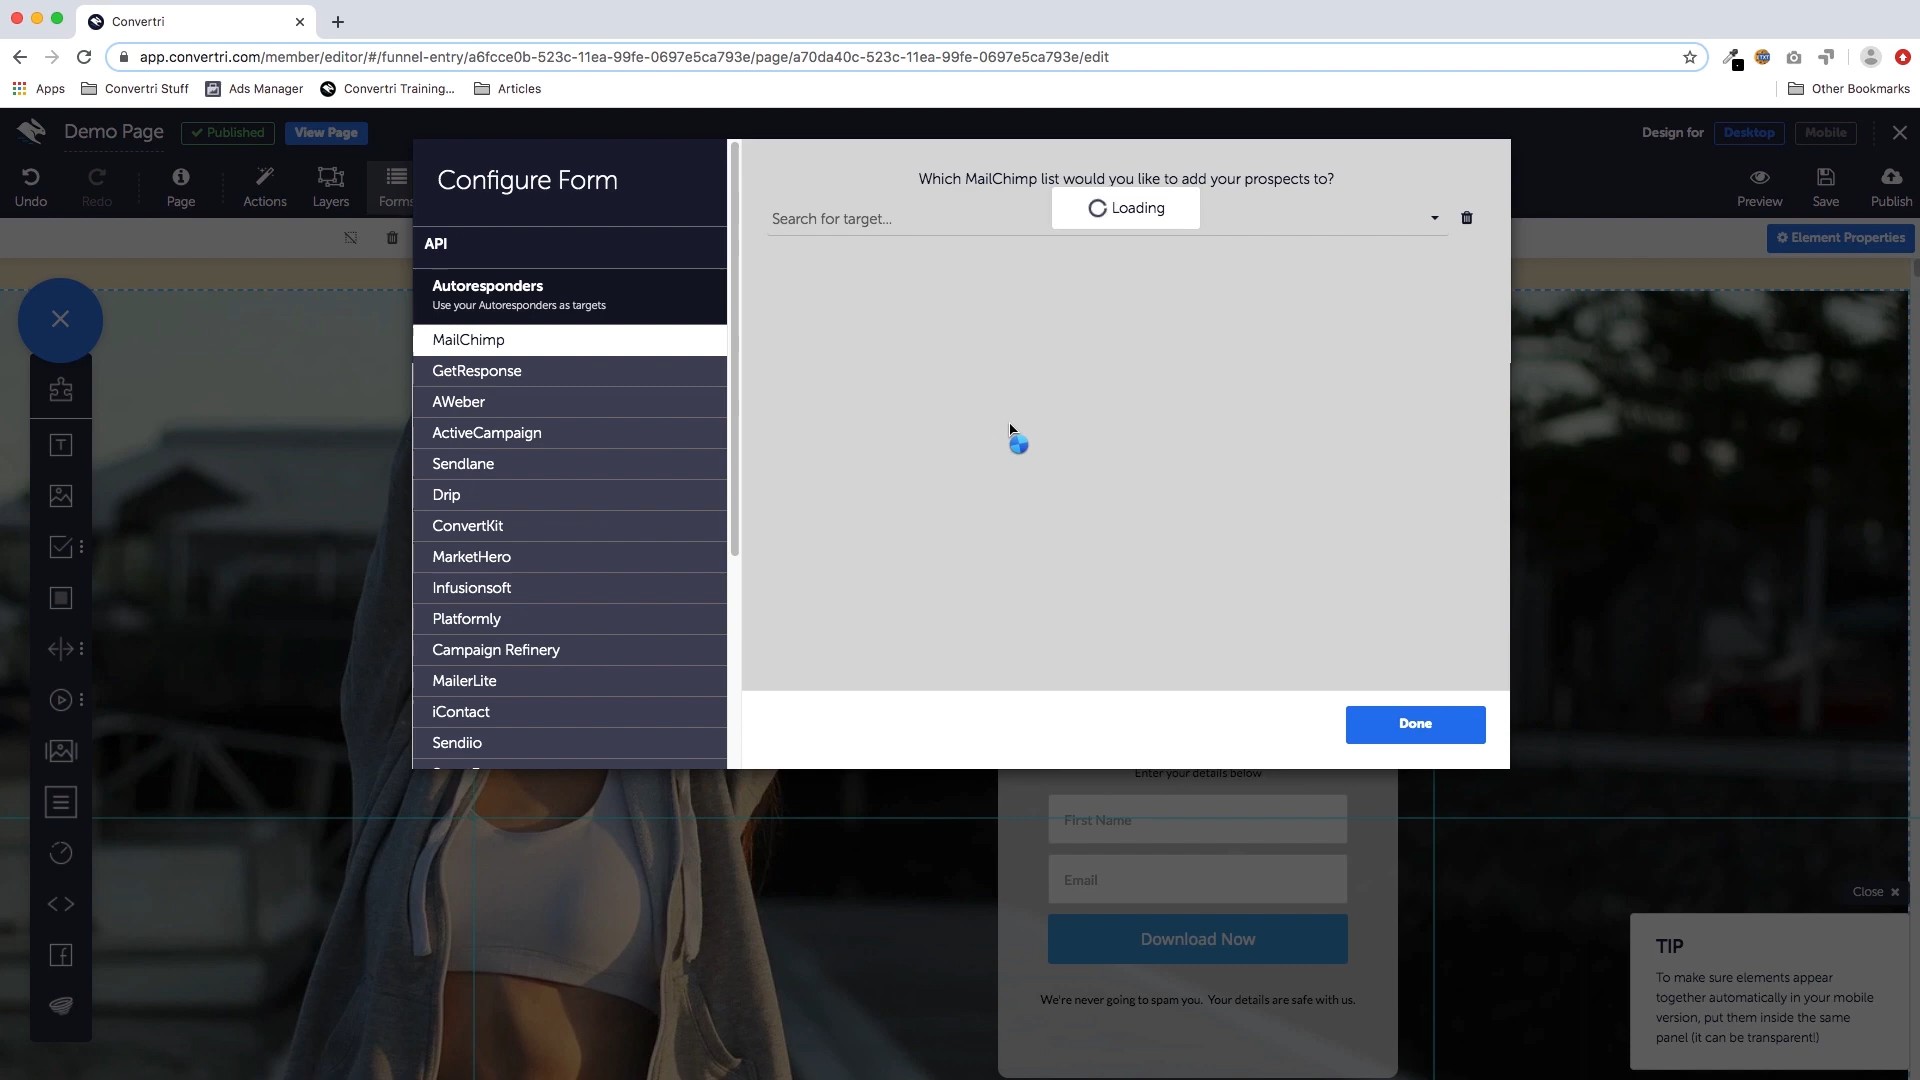 Convertri
app.convertri.com/member/editor/#/funnel-entry/a6fcce0b-523c-11ea-99fe-0697e5ca793e/page/a70da40c-523c-11ea-99fe-0697e5ca793e/edit
Apps Convertri Stuff Ads Manager Convertri Training... Articles Other Bookmarks
Demo Page ✓ Published View Page Design for Desktop Mobile
Undo Redo Page Actions Layers Forms Preview Save Publish
Element Properties
Configure Form
API
Autoresponders
Use your Autoresponders as targets
MailChimp
GetResponse
AWeber
ActiveCampaign
Sendlane
Drip
ConvertKit
MarketHero
Infusionsoft
Platformly
Campaign Refinery
MailerLite
iContact
Sendiio
Which MailChimp list would you like to add your prospects to?
Loading
Search for target...
Done
Enter your details below
First Name
Email
Download Now
We're never going to spam you. Your details are safe with us.
Close
TIP
To make sure elements appear
together automatically in your mobile
version, put them inside the same
panel (it can be transparent!)